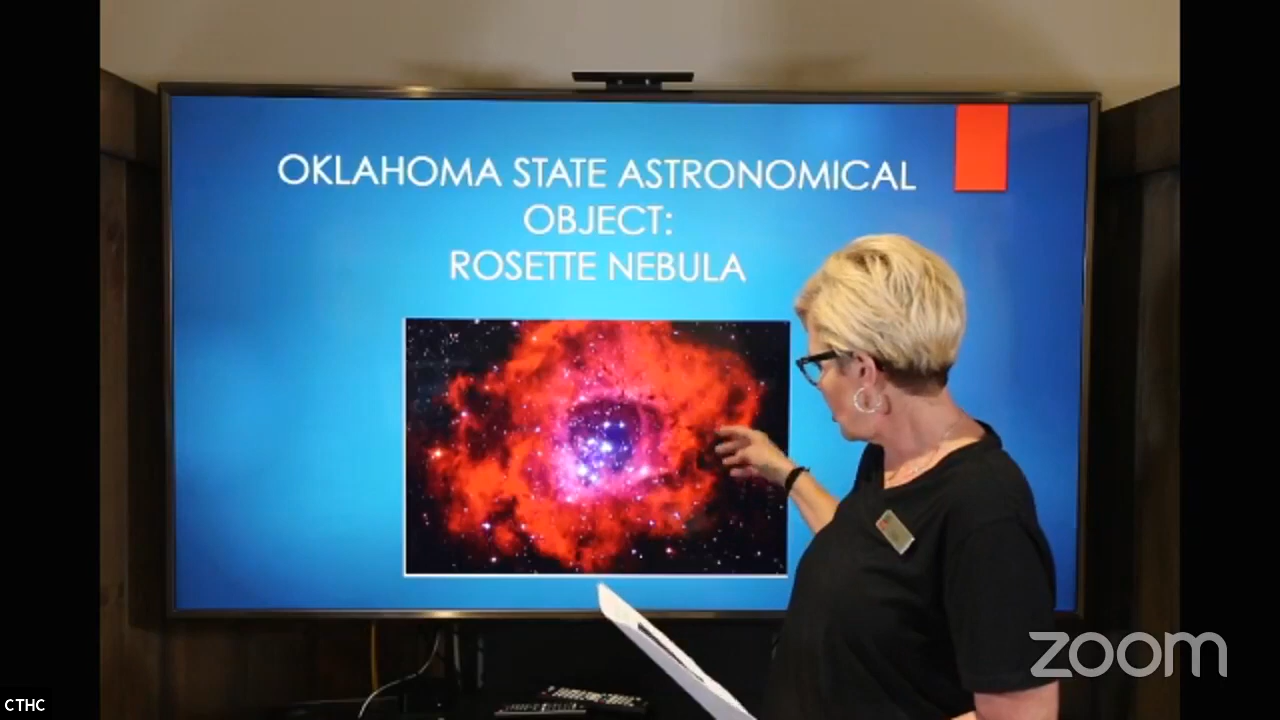 OKLAHOMA STATE ASTRONOMICAL
OBJECT:
ROSETTE NEBULA
zoom
CTHC